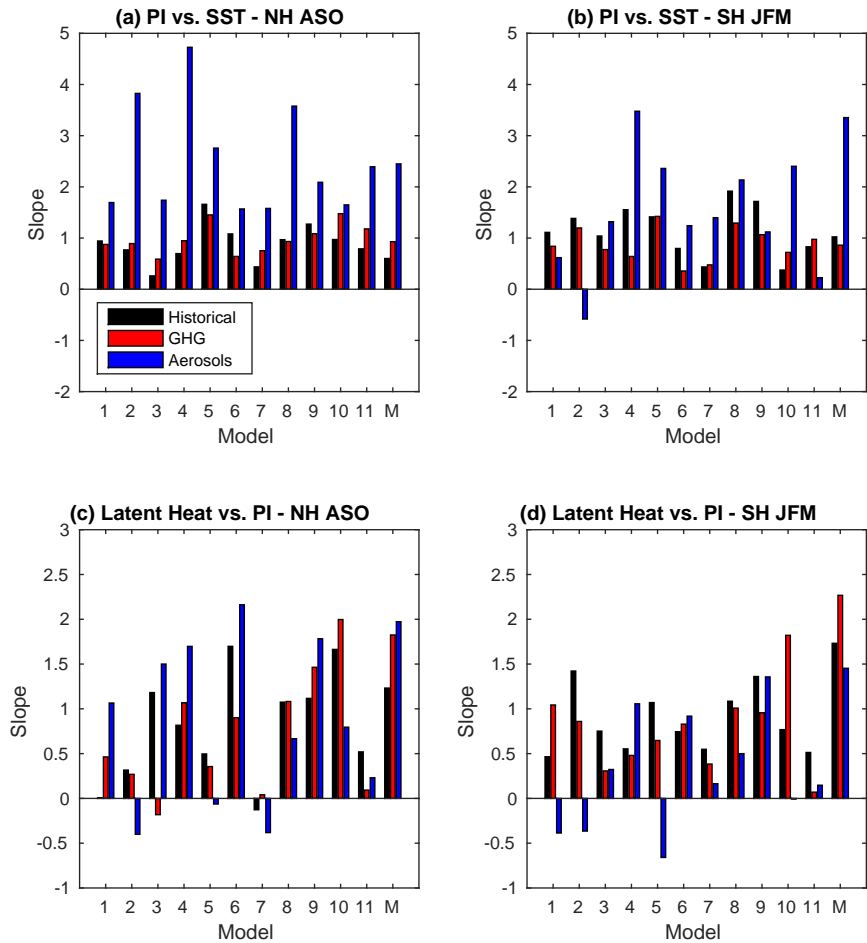 (a) PI vs. SST - NH ASO
5
4
3
2
1
0
-1
-2
Slope
Historical
GHG
Aerosols
1 2 3 4 5 6 7 8 9 10 11 M
Model
(b) PI vs. SST - SH JFM
5
4
3
2
1
0
-1
-2
Slope
1 2 3 4 5 6 7 8 9 10 11 M
Model
(c) Latent Heat vs. PI - NH ASO
3
2.5
2
1.5
1
0.5
0
-0.5
-1
Slope
1 2 3 4 5 6 7 8 9 10 11 M
Model
(d) Latent Heat vs. PI - SH JFM
3
2.5
2
1.5
1
0.5
0
-0.5
-1
Slope
1 2 3 4 5 6 7 8 9 10 11 M
Model